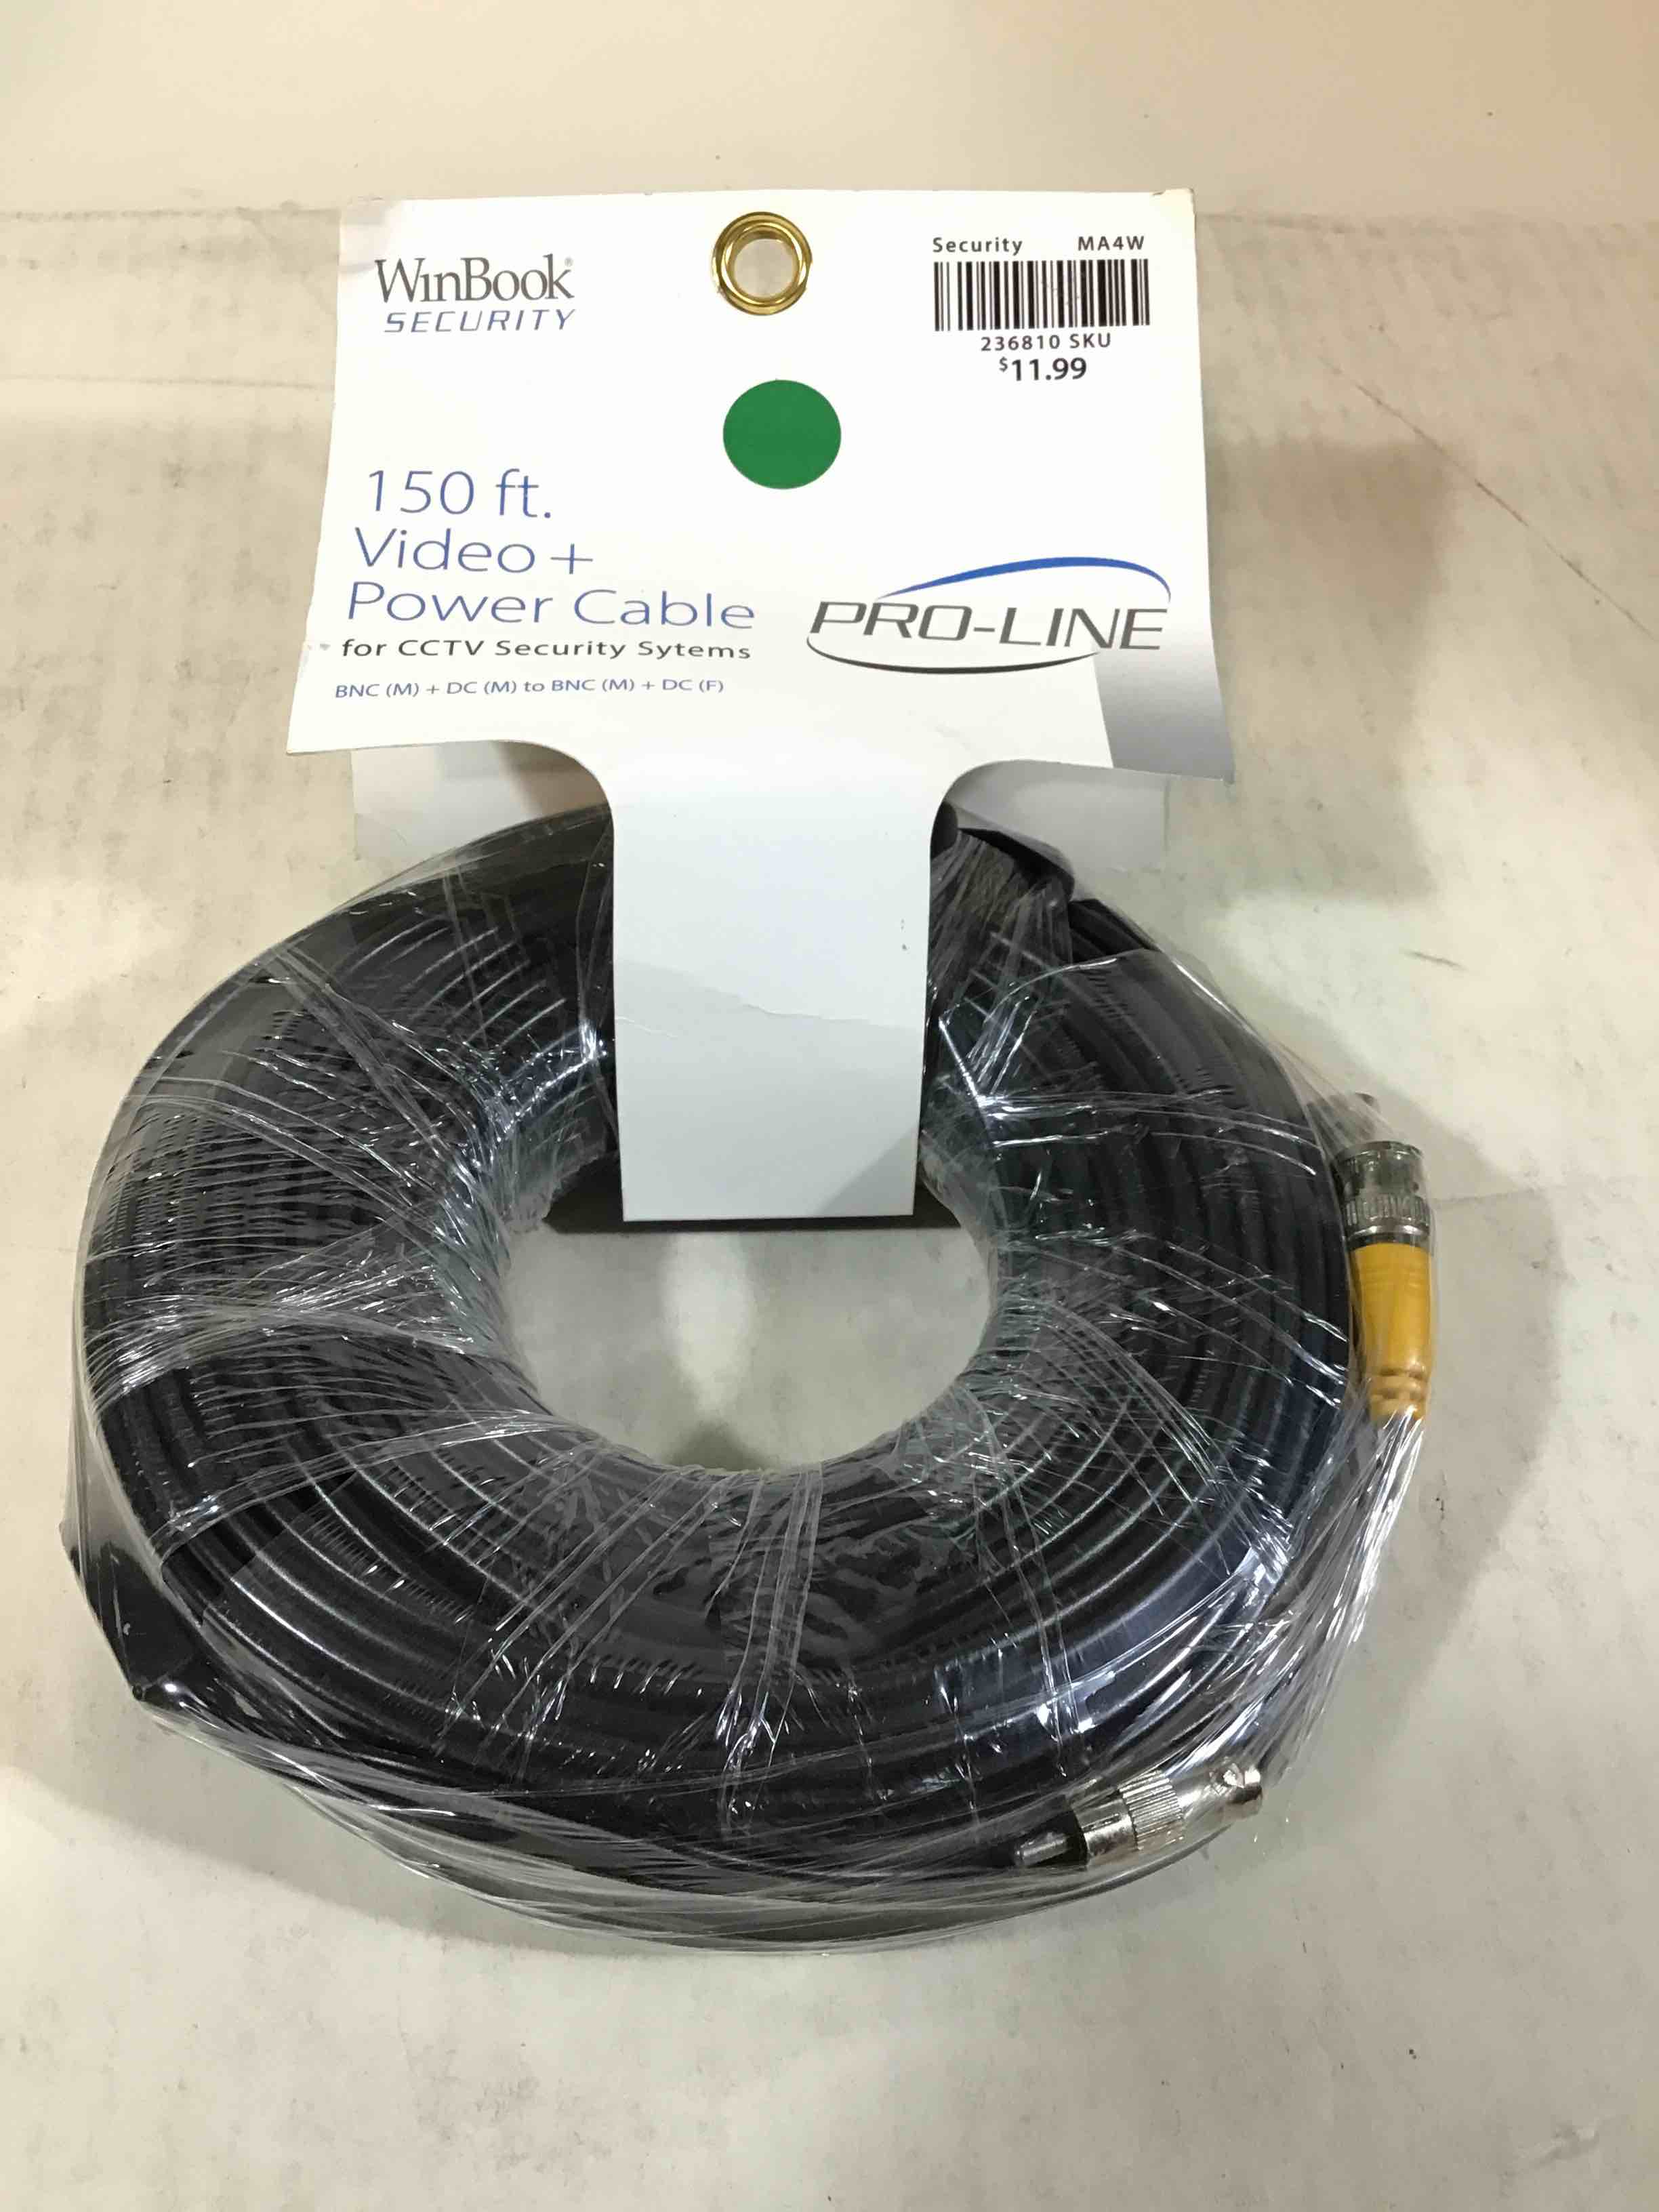 WinBook®
SECURITY
Security MA4W
236810 SKU
$11.99
150 ft.
Video +
Power Cable
for CCTV Security Sytems
BNC (M) + DC (M) to BNC (M) + DC (F)
PRO-LINE